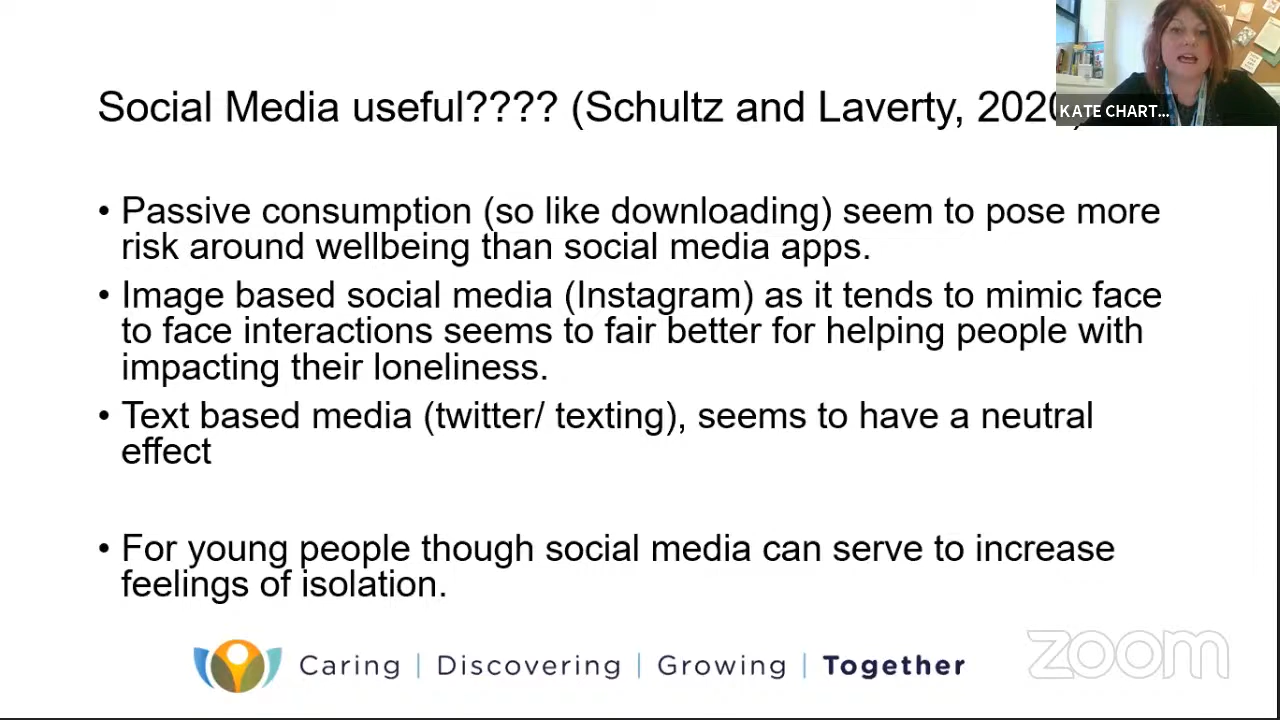 Social Media useful???? (Schultz and Laverty, 2020)
KATE CHART...
• Passive consumption (so like downloading) seem to pose more
risk around wellbeing than social media apps.
• Image based social media (Instagram) as it tends to mimic face
to face interactions seems to fair better for helping people with
impacting their loneliness.
• Text based media (twitter/ texting), seems to have a neutral
effect
• For young people though social media can serve to increase
feelings of isolation.
Caring | Discovering | Growing | Together
zoom